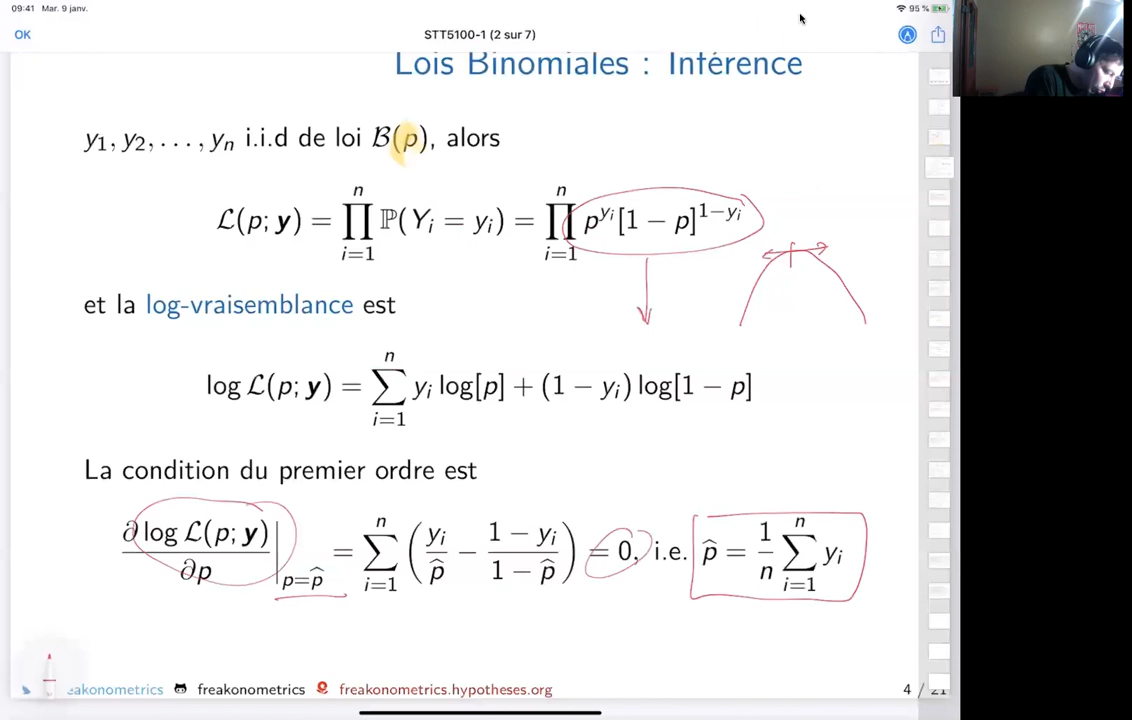 09:41 Mar. 9 janv.
95 %
OK
STT5100-1 (2 sur 7)
Lois Binomiales : Inférence
y₁, y₂, . . . , yₙ i.i.d de loi ℬ(p), alors
ℒ(p; y) = ∏ᵢ₌₁ⁿ ℙ(Yᵢ = yᵢ) = ∏ᵢ₌₁ⁿ p^{yᵢ}[1 − p]^{1−yᵢ}
et la log-vraisemblance est
log ℒ(p; y) = ∑ᵢ₌₁ⁿ yᵢ log[p] + (1 − yᵢ) log[1 − p]
La condition du premier ordre est
∂ log ℒ(p; y)/∂p |_{p=p̂} = ∑ᵢ₌₁ⁿ (yᵢ/p̂ − (1 − yᵢ)/(1 − p̂)) = 0, i.e. p̂ = 1/n ∑ᵢ₌₁ⁿ yᵢ
akonometrics freakonometrics freakonometrics.hypotheses.org 4 / 21